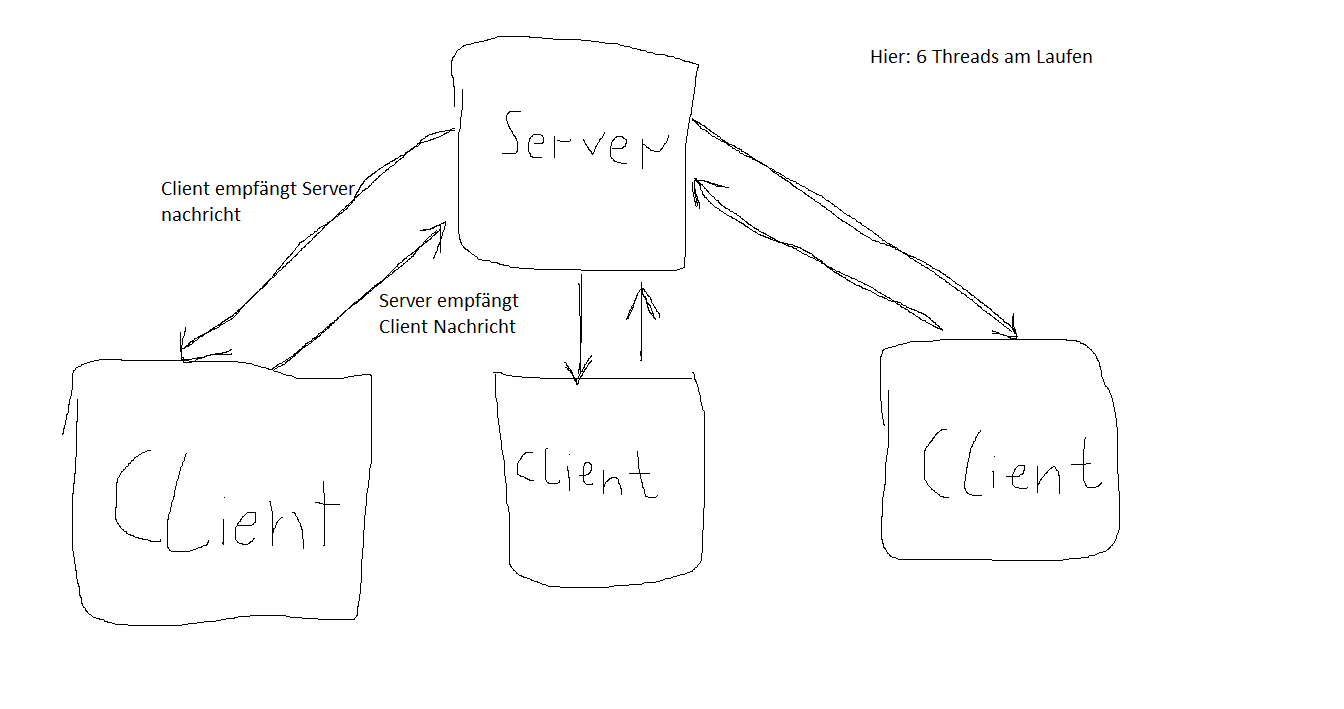 Hier: 6 Threads am Laufen
Server
Client empfängt Server
nachricht
Server empfängt
Client Nachricht
CLient
CLient
CLient